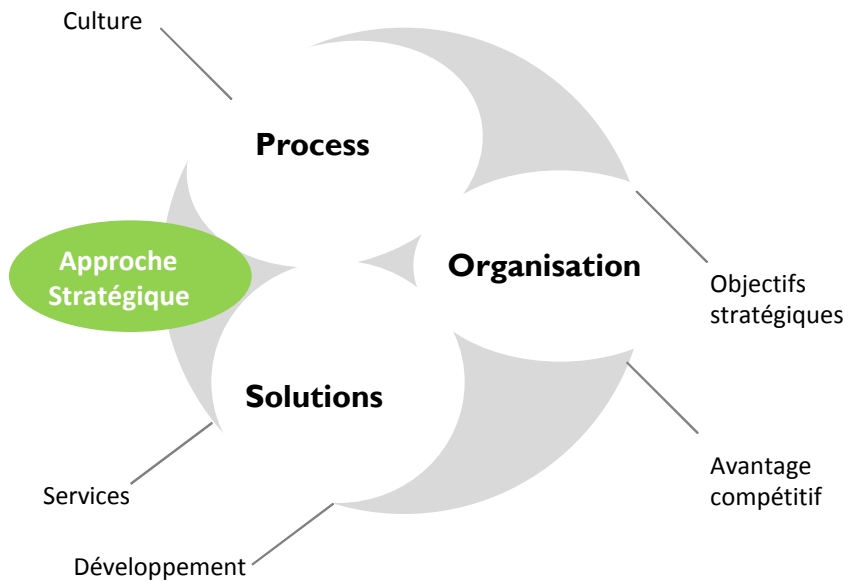 Culture
Process
Approche
Stratégique
Organisation
Objectifs
stratégiques
Solutions
Avantage
compétitif
Services
Développement